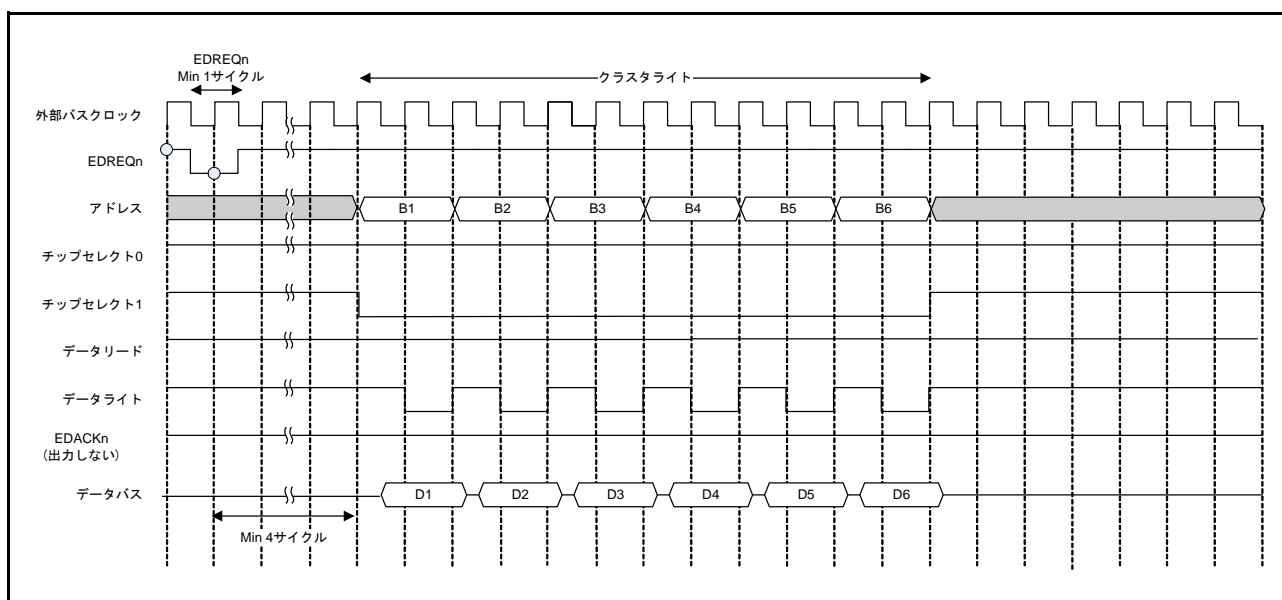 EDREQn
Min 1サイクル
クラスタライト
外部バスクロック
EDREQn
アドレス
B1
B2
B3
B4
B5
B6
チップセレクト0
チップセレクト1
データリード
データライト
EDACKn
(出力しない)
データバス
D1
D2
D3
D4
D5
D6
Min 4サイクル